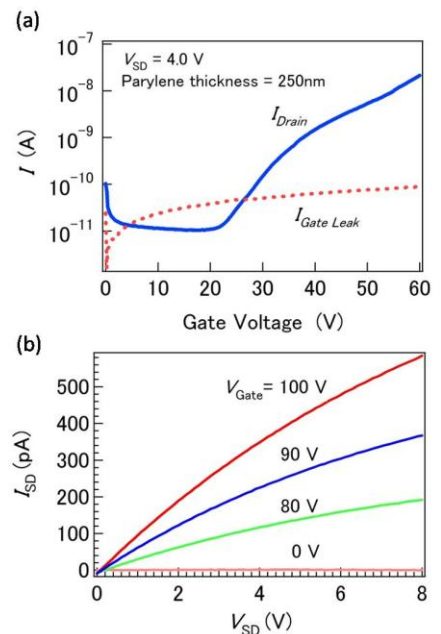 (a)
10⁻⁷
10⁻⁸
10⁻⁹
10⁻¹⁰
10⁻¹¹
I (A)
V_SD = 4.0 V
Parylene thickness = 250nm
I_Drain
I_Gate Leak
0 10 20 30 40 50 60
Gate Voltage (V)
(b)
500
400
300
200
100
0
I_SD (pA)
V_Gate = 100 V
90 V
80 V
0 V
0 2 4 6 8
V_SD (V)